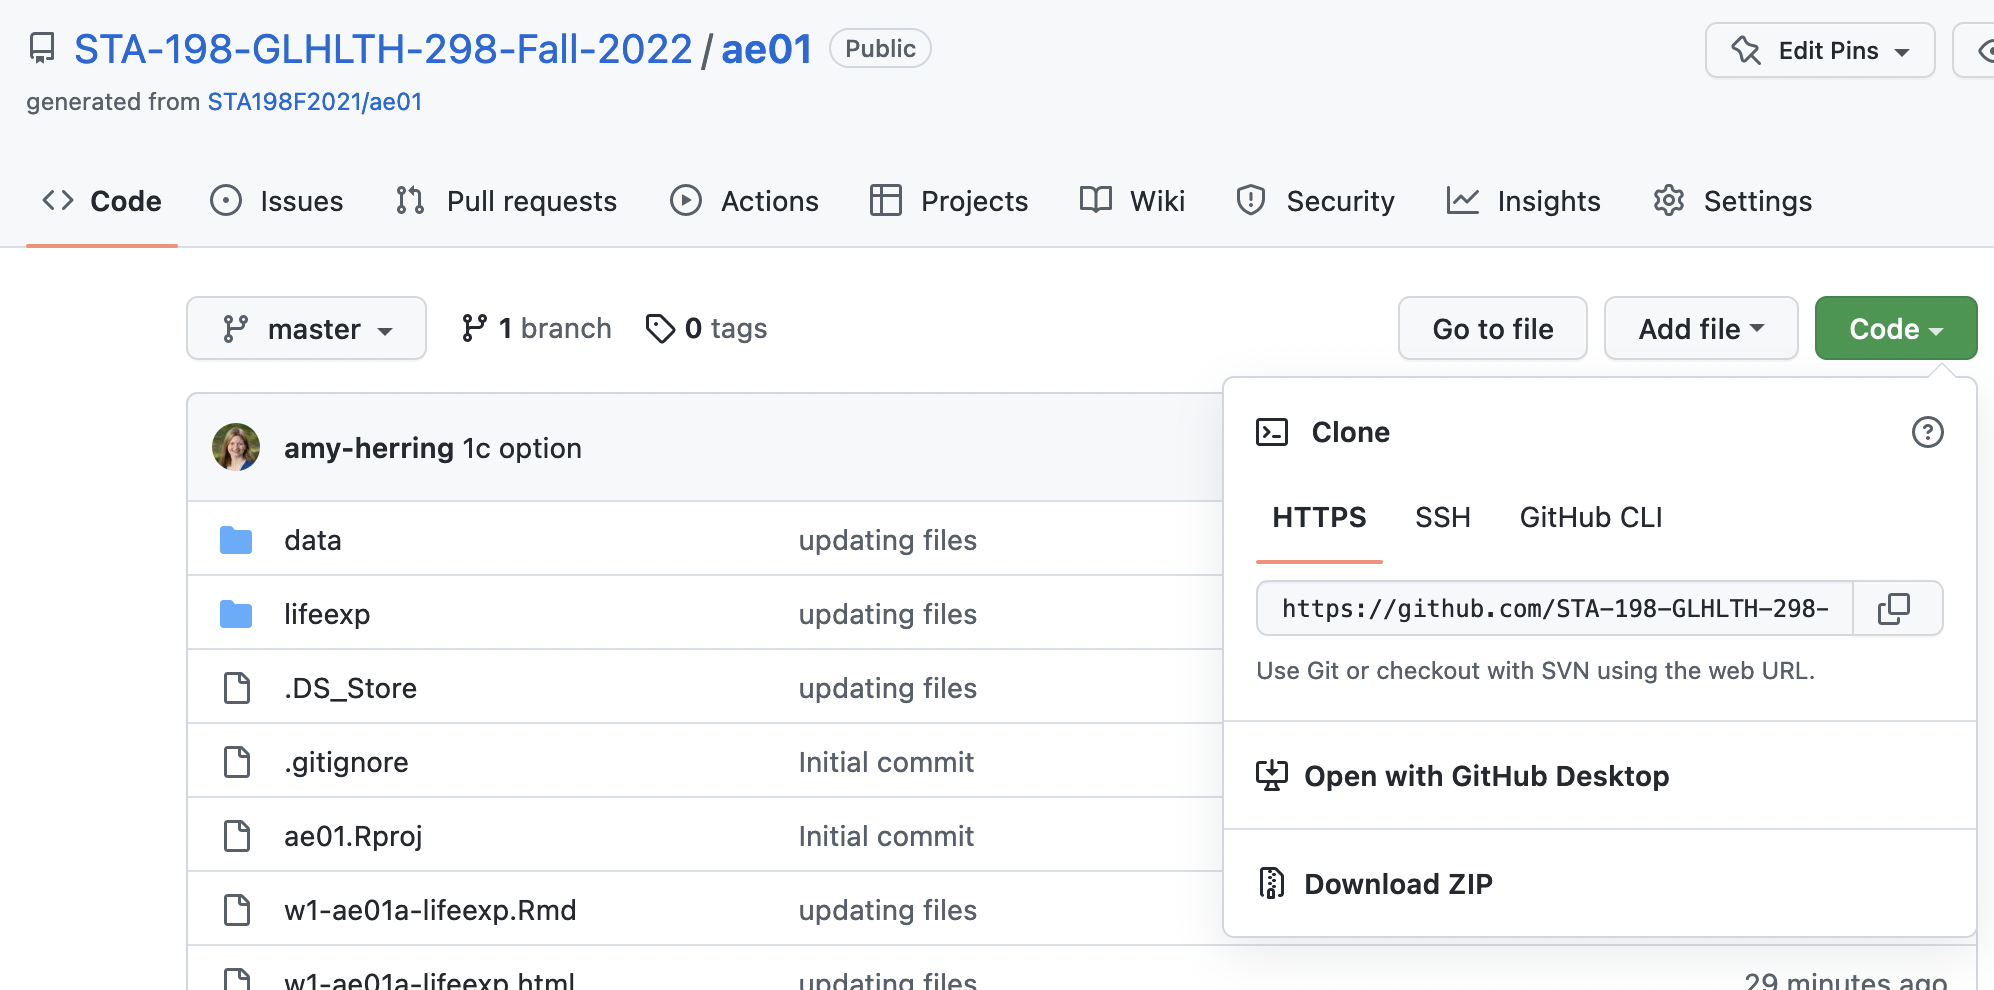 STA-198-GLHLTH-298-Fall-2022 / ae01 Public Edit Pins
generated from STA198F2021/ae01
Code Issues Pull requests Actions Projects Wiki Security Insights Settings
master 1 branch 0 tags Go to file Add file Code
amy-herring 1c option
Clone
HTTPS SSH GitHub CLI
https://github.com/STA-198-GLHLTH-298-
Use Git or checkout with SVN using the web URL.
Open with GitHub Desktop
Download ZIP
data updating files
lifeexp updating files
.DS_Store updating files
.gitignore Initial commit
ae01.Rproj Initial commit
w1-ae01a-lifeexp.Rmd updating files
w1-ae01a-lifeexp.html updating files 29 minutes ago